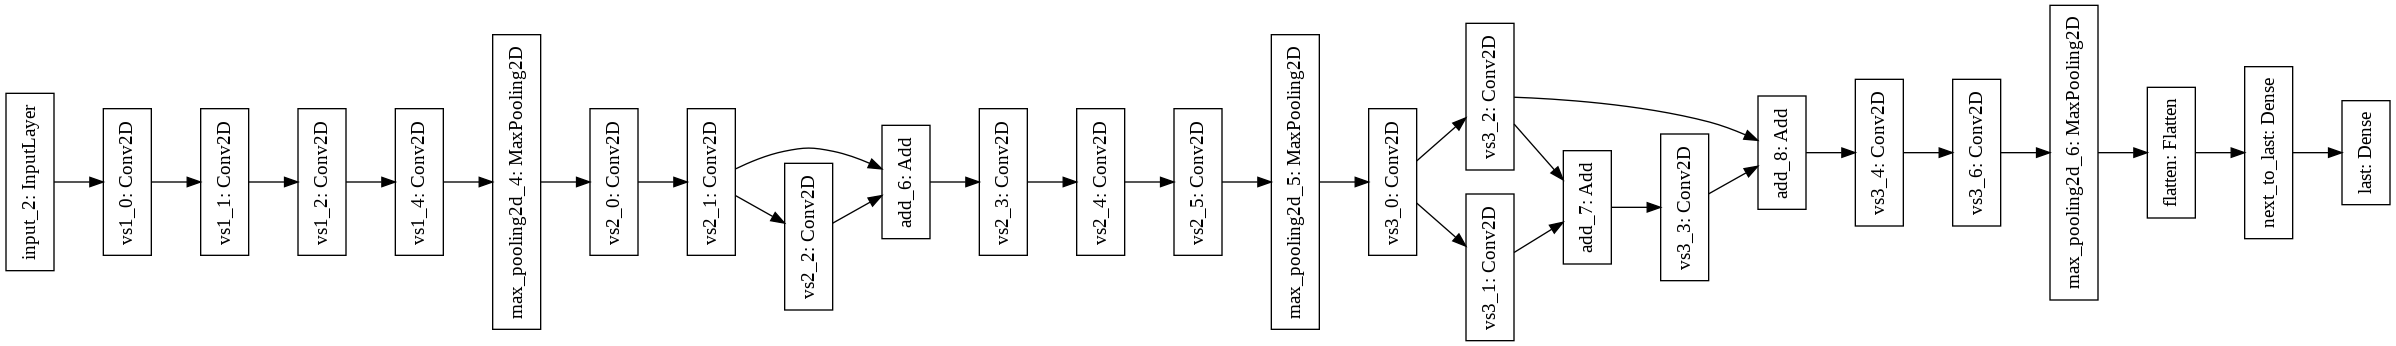 input_2: InputLayer
vs1_0: Conv2D
vs1_1: Conv2D
vs1_2: Conv2D
vs1_4: Conv2D
max_pooling2d_4: MaxPooling2D
vs2_0: Conv2D
vs2_1: Conv2D
vs2_2: Conv2D
add_6: Add
vs2_3: Conv2D
vs2_4: Conv2D
vs2_5: Conv2D
max_pooling2d_5: MaxPooling2D
vs3_0: Conv2D
vs3_2: Conv2D
vs3_1: Conv2D
add_7: Add
vs3_3: Conv2D
add_8: Add
vs3_4: Conv2D
vs3_6: Conv2D
max_pooling2d_6: MaxPooling2D
flatten: Flatten
next_to_last: Dense
last: Dense